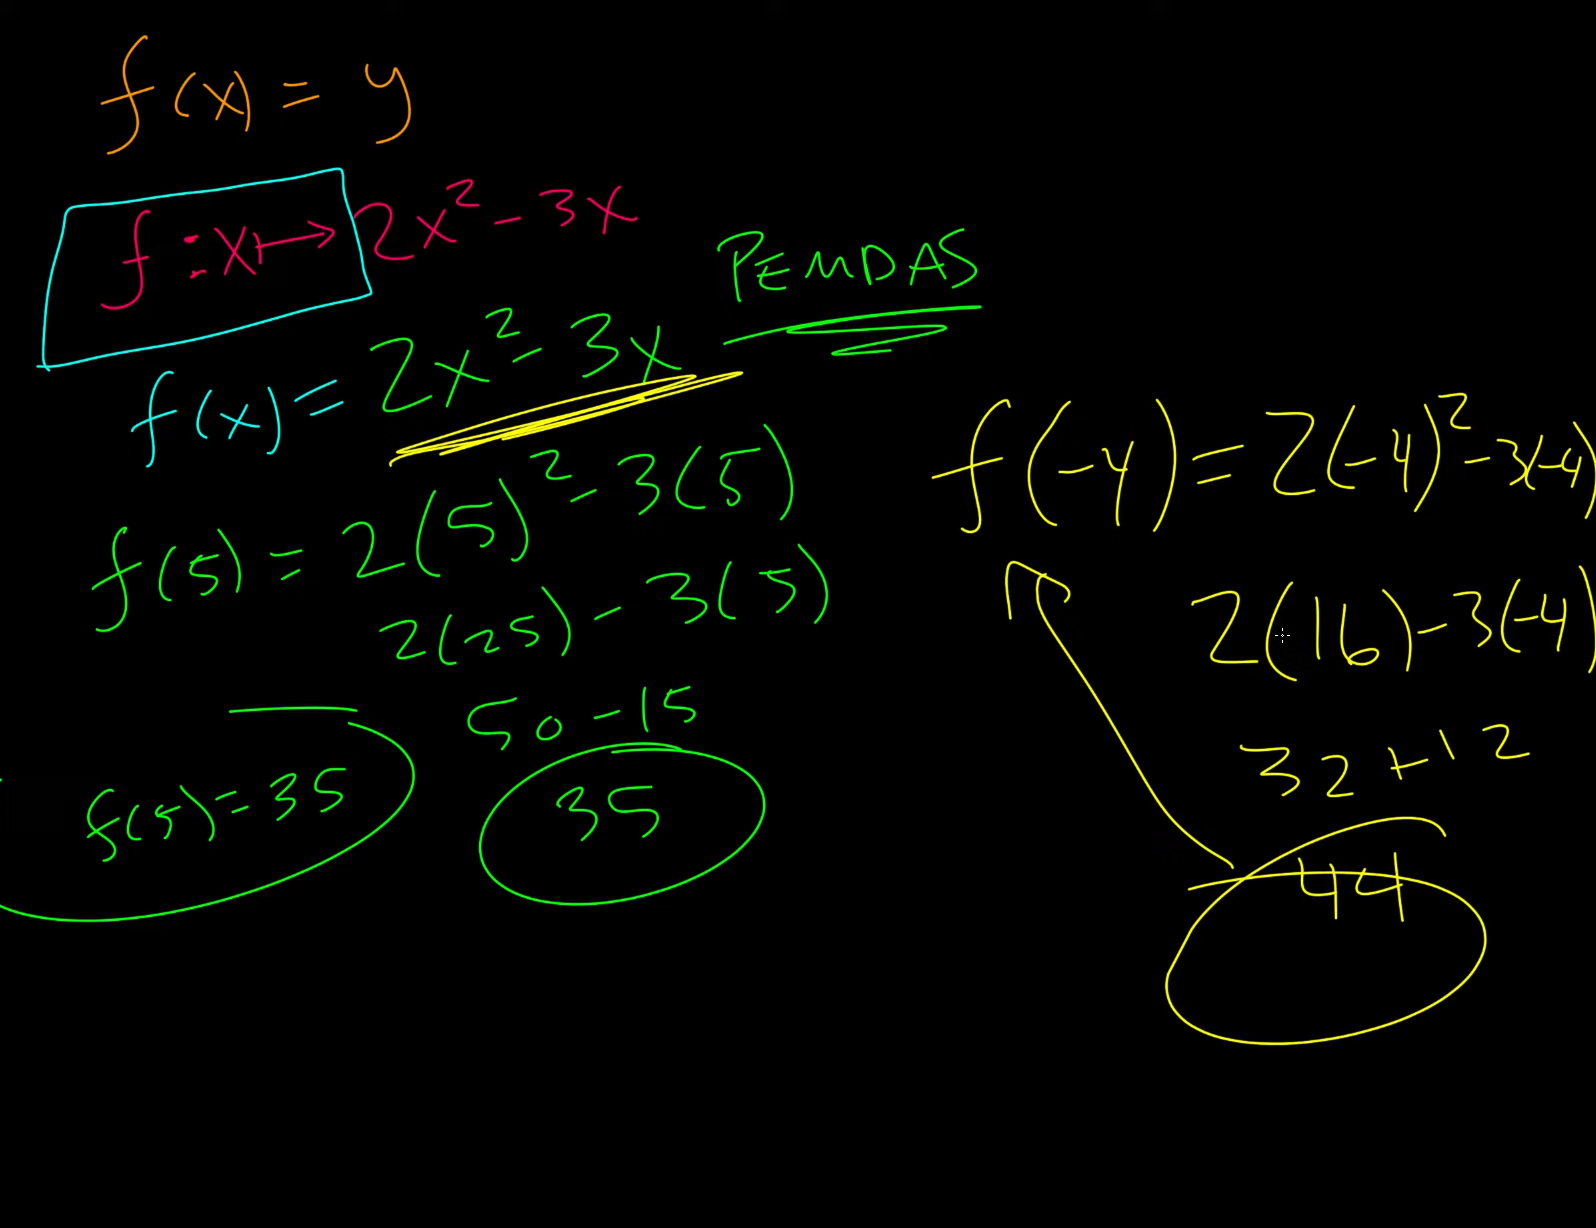 f(x) = y
f : x ↦ 2x² - 3x
PEMDAS
f(x) = 2x² - 3x
f(5) = 2(5)² - 3(5)
2(25) - 3(5)
50 - 15
35
f(5) = 35
f(-4) = 2(-4)² - 3(-4)
2(16) - 3(-4)
32 + 12
44